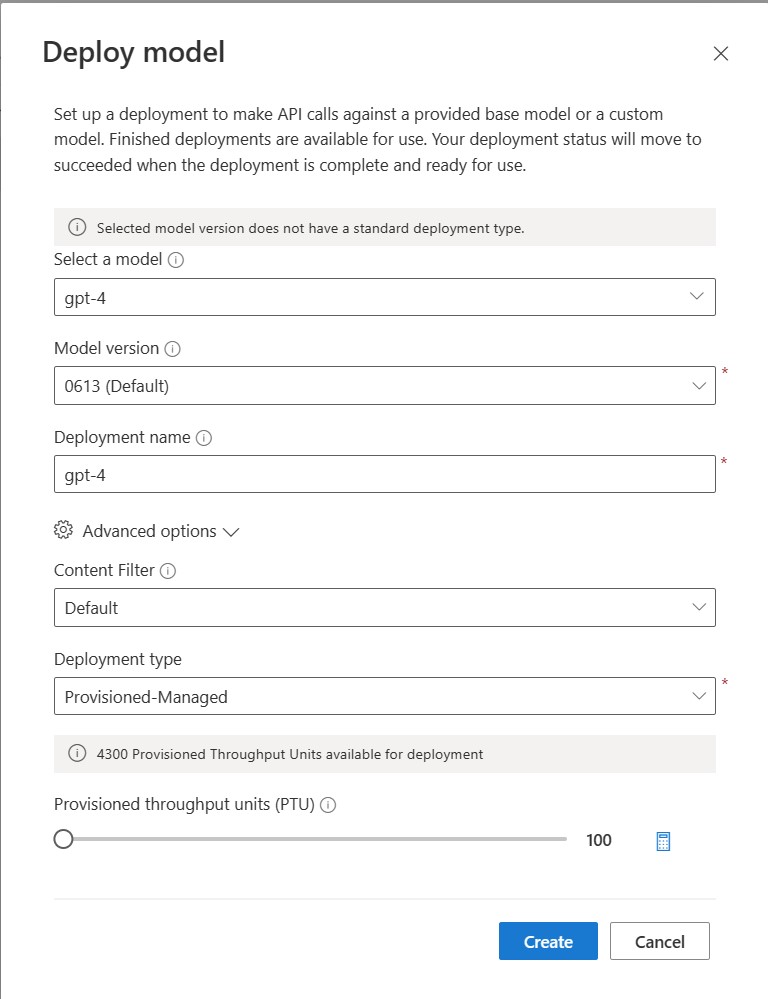 Deploy model
Set up a deployment to make API calls against a provided base model or a custom
model. Finished deployments are available for use. Your deployment status will move to
succeeded when the deployment is complete and ready for use.
Selected model version does not have a standard deployment type.
Select a model
gpt-4
Model version
0613 (Default)
*
Deployment name
gpt-4
*
Advanced options
Content Filter
Default
Deployment type
Provisioned-Managed
*
4300 Provisioned Throughput Units available for deployment
Provisioned throughput units (PTU)
100
Create
Cancel